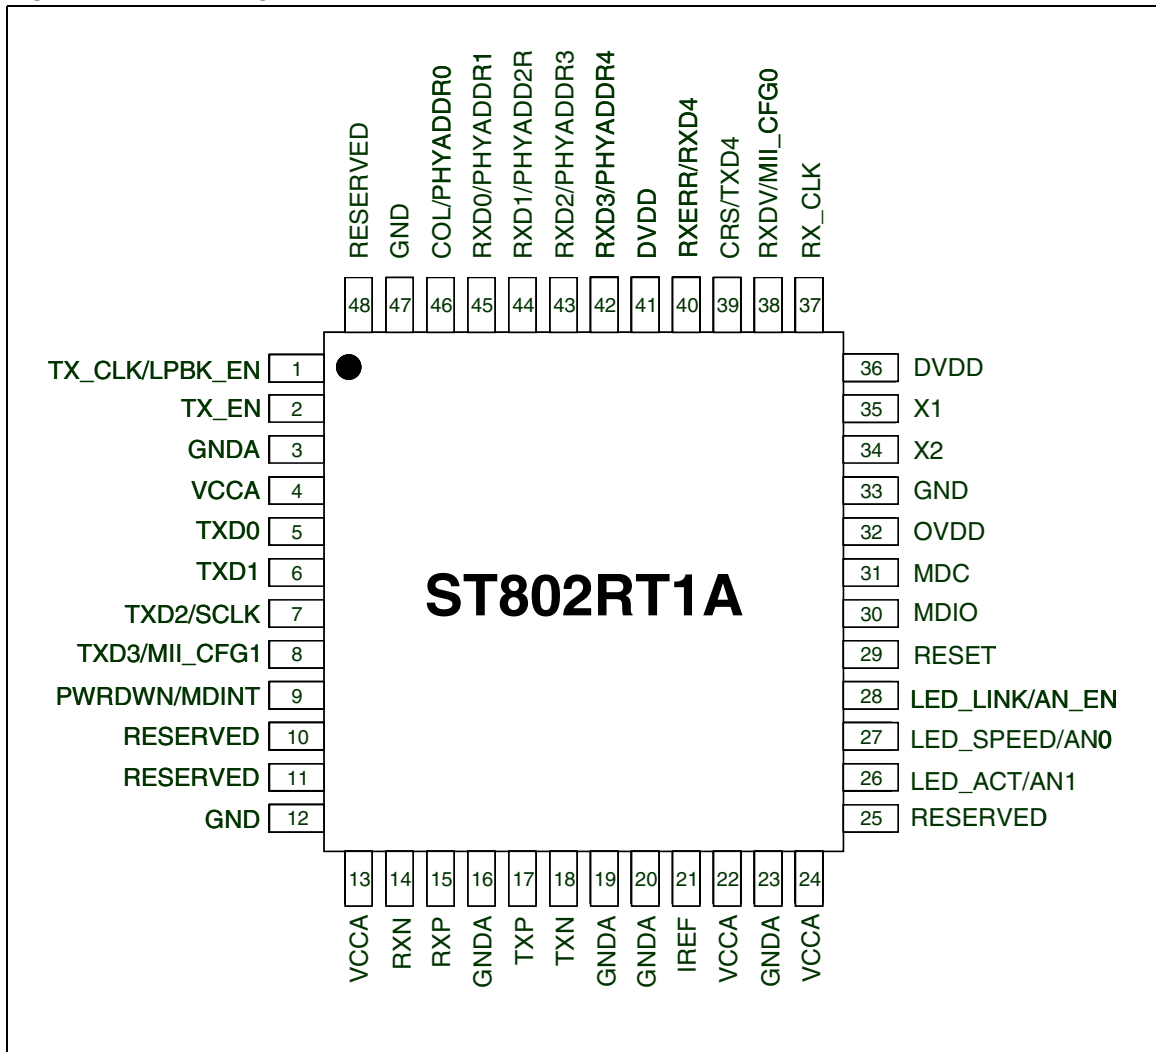 RESERVED
GND
COL/PHYADDR0
RXD0/PHYADDR1
RXD1/PHYADD2R
RXD2/PHYADDR3
RXD3/PHYADDR4
DVDD
RXERR/RXD4
CRS/TXD4
RXDV/MII_CFG0
RX_CLK
48 47 46 45 44 43 42 41 40 39 38 37
TX_CLK/LPBK_EN 1
TX_EN 2
GNDA 3
VCCA 4
TXD0 5
TXD1 6
TXD2/SCLK 7
TXD3/MII_CFG1 8
PWRDWN/MDINT 9
RESERVED 10
RESERVED 11
GND 12
ST802RT1A
36 DVDD
35 X1
34 X2
33 GND
32 OVDD
31 MDC
30 MDIO
29 RESET
28 LED_LINK/AN_EN
27 LED_SPEED/AN0
26 LED_ACT/AN1
25 RESERVED
13 14 15 16 17 18 19 20 21 22 23 24
VCCA
RXN
RXP
GNDA
TXP
TXN
GNDA
GNDA
IREF
VCCA
GNDA
VCCA